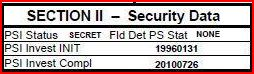 SECTION II – Security Data
PSI Status SECRET Fld Det PS Stat NONE
PSI Invest INIT 19960131
PSI Invest Compl 20100726